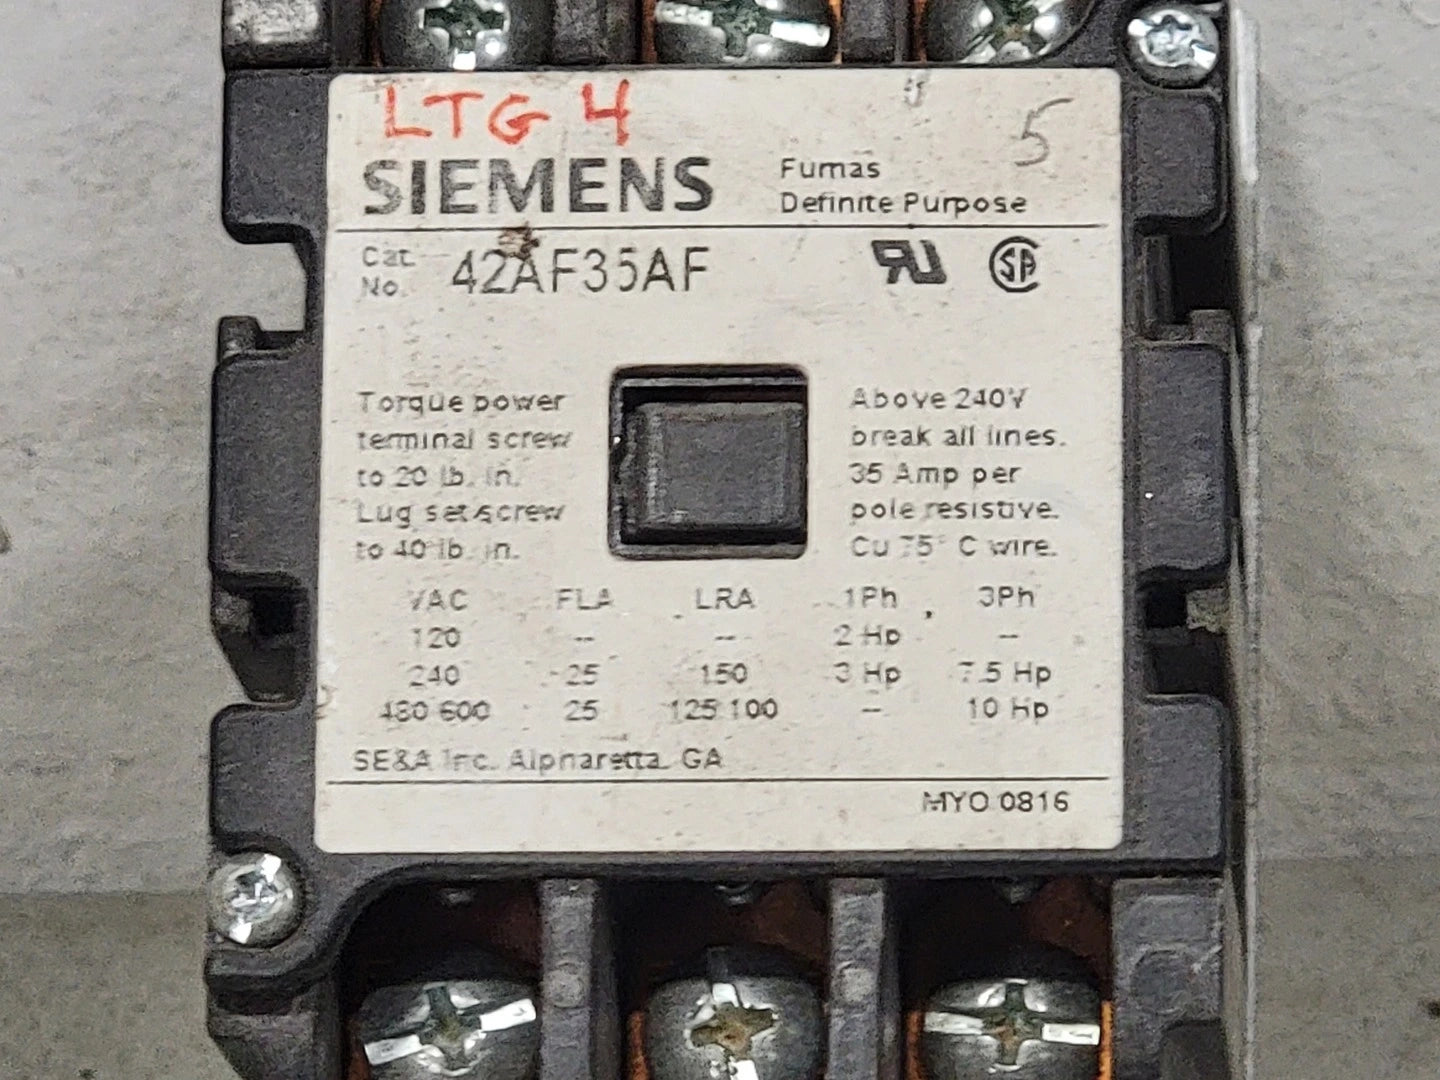 LTG 4
5
SIEMENS
Furnas
Definite Purpose
Cat.
No. 42AF35AF
Torque power
terminal screw
to 20 lb. in.
Lug setscrew
to 40 lb. in.
Above 240V
break all lines.
35 Amp per
pole resistive.
Cu 75° C wire.
VAC FLA LRA 1Ph 3Ph
120 -- -- 2 Hp --
240 25 150 3 Hp 7.5 Hp
480 600 25 125 100 -- 10 Hp
SE&A Inc. Alpharetta GA
MYO 0816